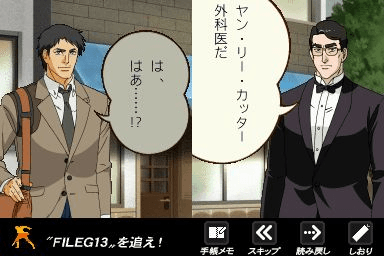 ヤン・リー・カッター
外科医だ
は、
はあ……!?
〝FILEG13〟を追え！
手帳メモ
スキップ
読み戻し
しおり